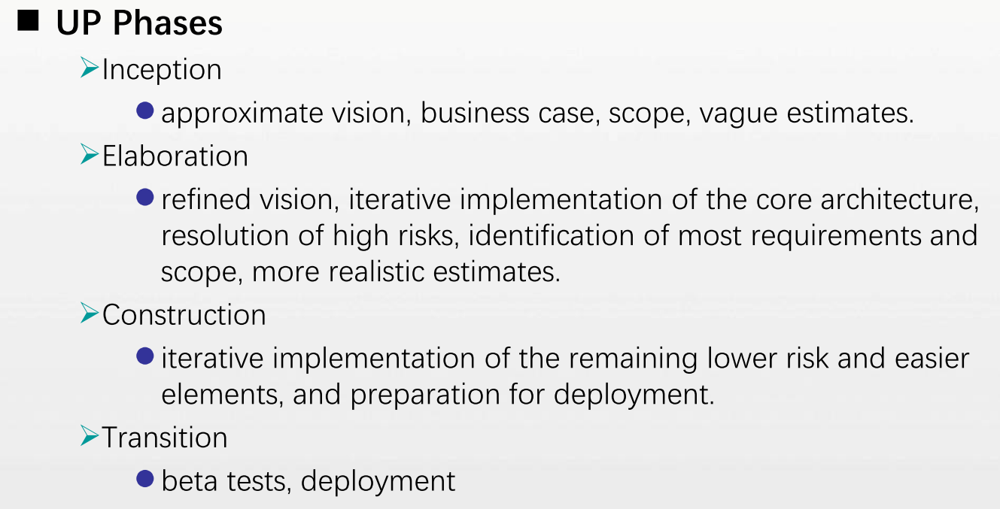 UP Phases
Inception
approximate vision, business case, scope, vague estimates.
Elaboration
refined vision, iterative implementation of the core architecture,
resolution of high risks, identification of most requirements and
scope, more realistic estimates.
Construction
iterative implementation of the remaining lower risk and easier
elements, and preparation for deployment.
Transition
beta tests, deployment